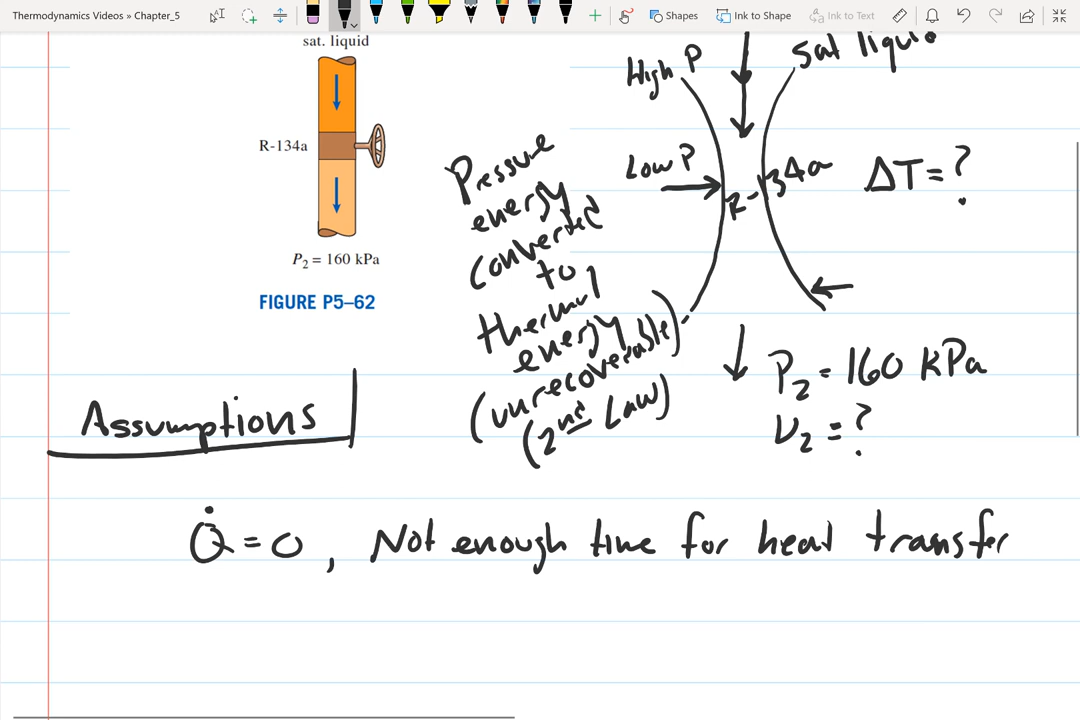 Thermodynamics Videos » Chapter_5
Shapes
Ink to Shape
Ink to Text
sat. liquid
R-134a
P₂ = 160 kPa
FIGURE P5–62
High P
sat liquid
Low P
R-134a
ΔT = ?
Pressure
energy
converted
to
thermal
energy
(unrecoverable)
(2nd Law)
P₂ = 160 kPa
ν₂ = ?
Assumptions
Q̇ = 0, Not enough time for heat transfer